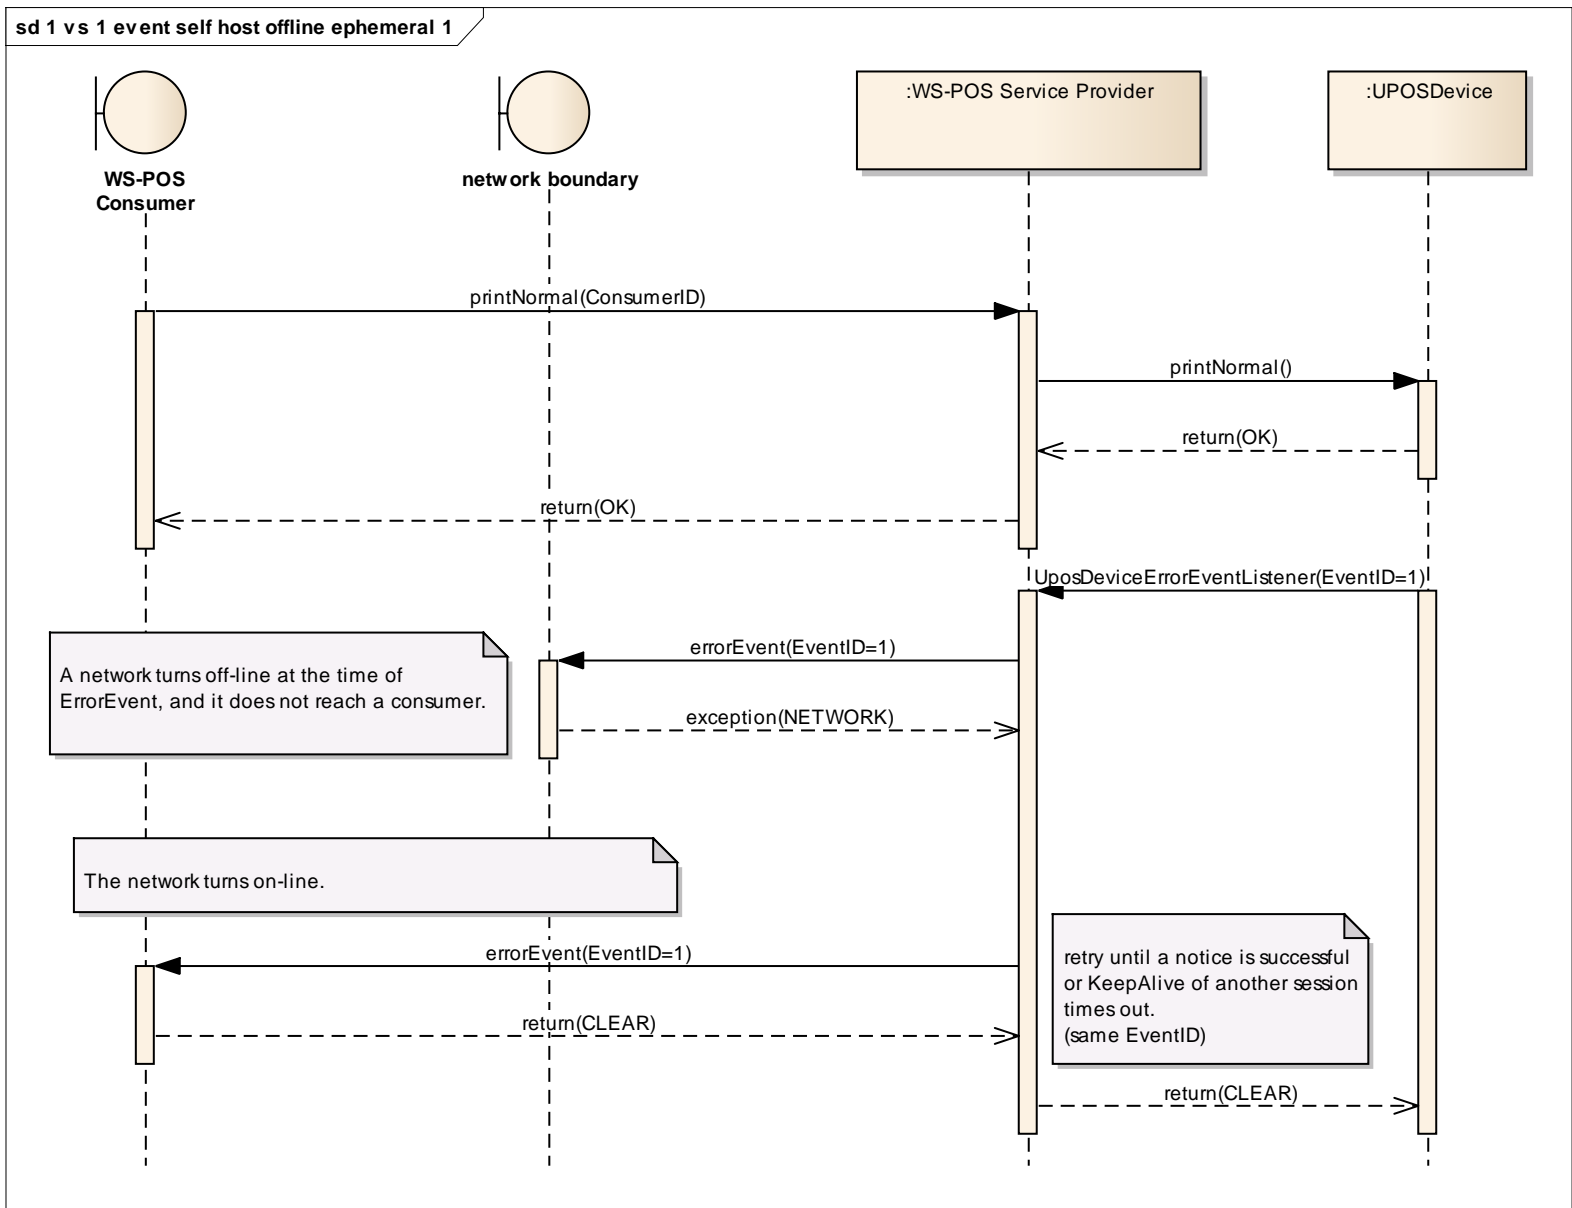 sd 1 vs 1 event self host offline ephemeral 1
:WS-POS Service Provider
:UPOSDevice
WS-POS
Consumer
network boundary
printNormal(ConsumerID)
printNormal()
return(OK)
return(OK)
UposDeviceErrorEventListener(EventID=1)
errorEvent(EventID=1)
A network turns off-line at the time of
ErrorEvent, and it does not reach a consumer.
exception(NETWORK)
The network turns on-line.
errorEvent(EventID=1)
retry until a notice is successful
or KeepAlive of another session
times out.
(same EventID)
return(CLEAR)
return(CLEAR)